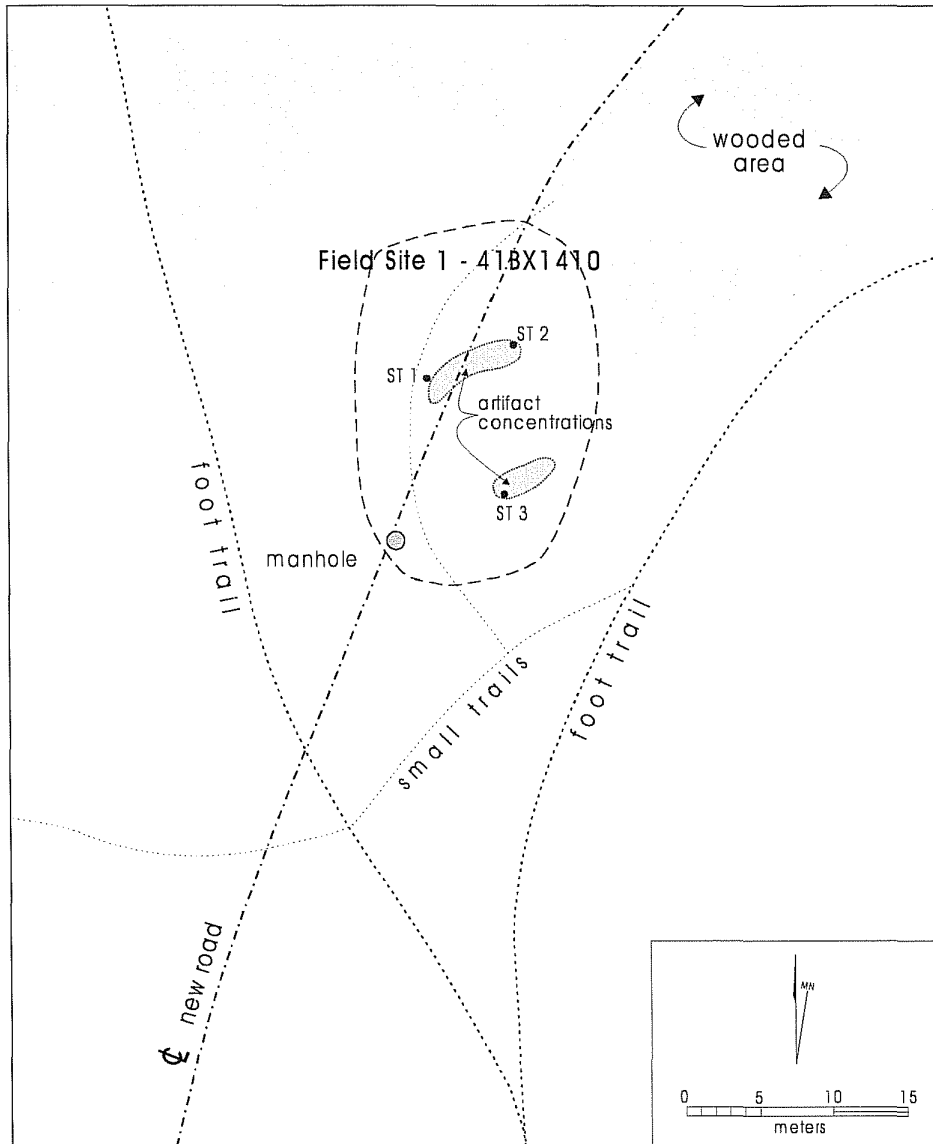 wooded
area
Field Site 1 - 41BX1410
ST 2
ST 1
artifact
concentrations
ST 3
foot trail
manhole
foot trail
small trails
new road
MN
0 5 10 15
meters